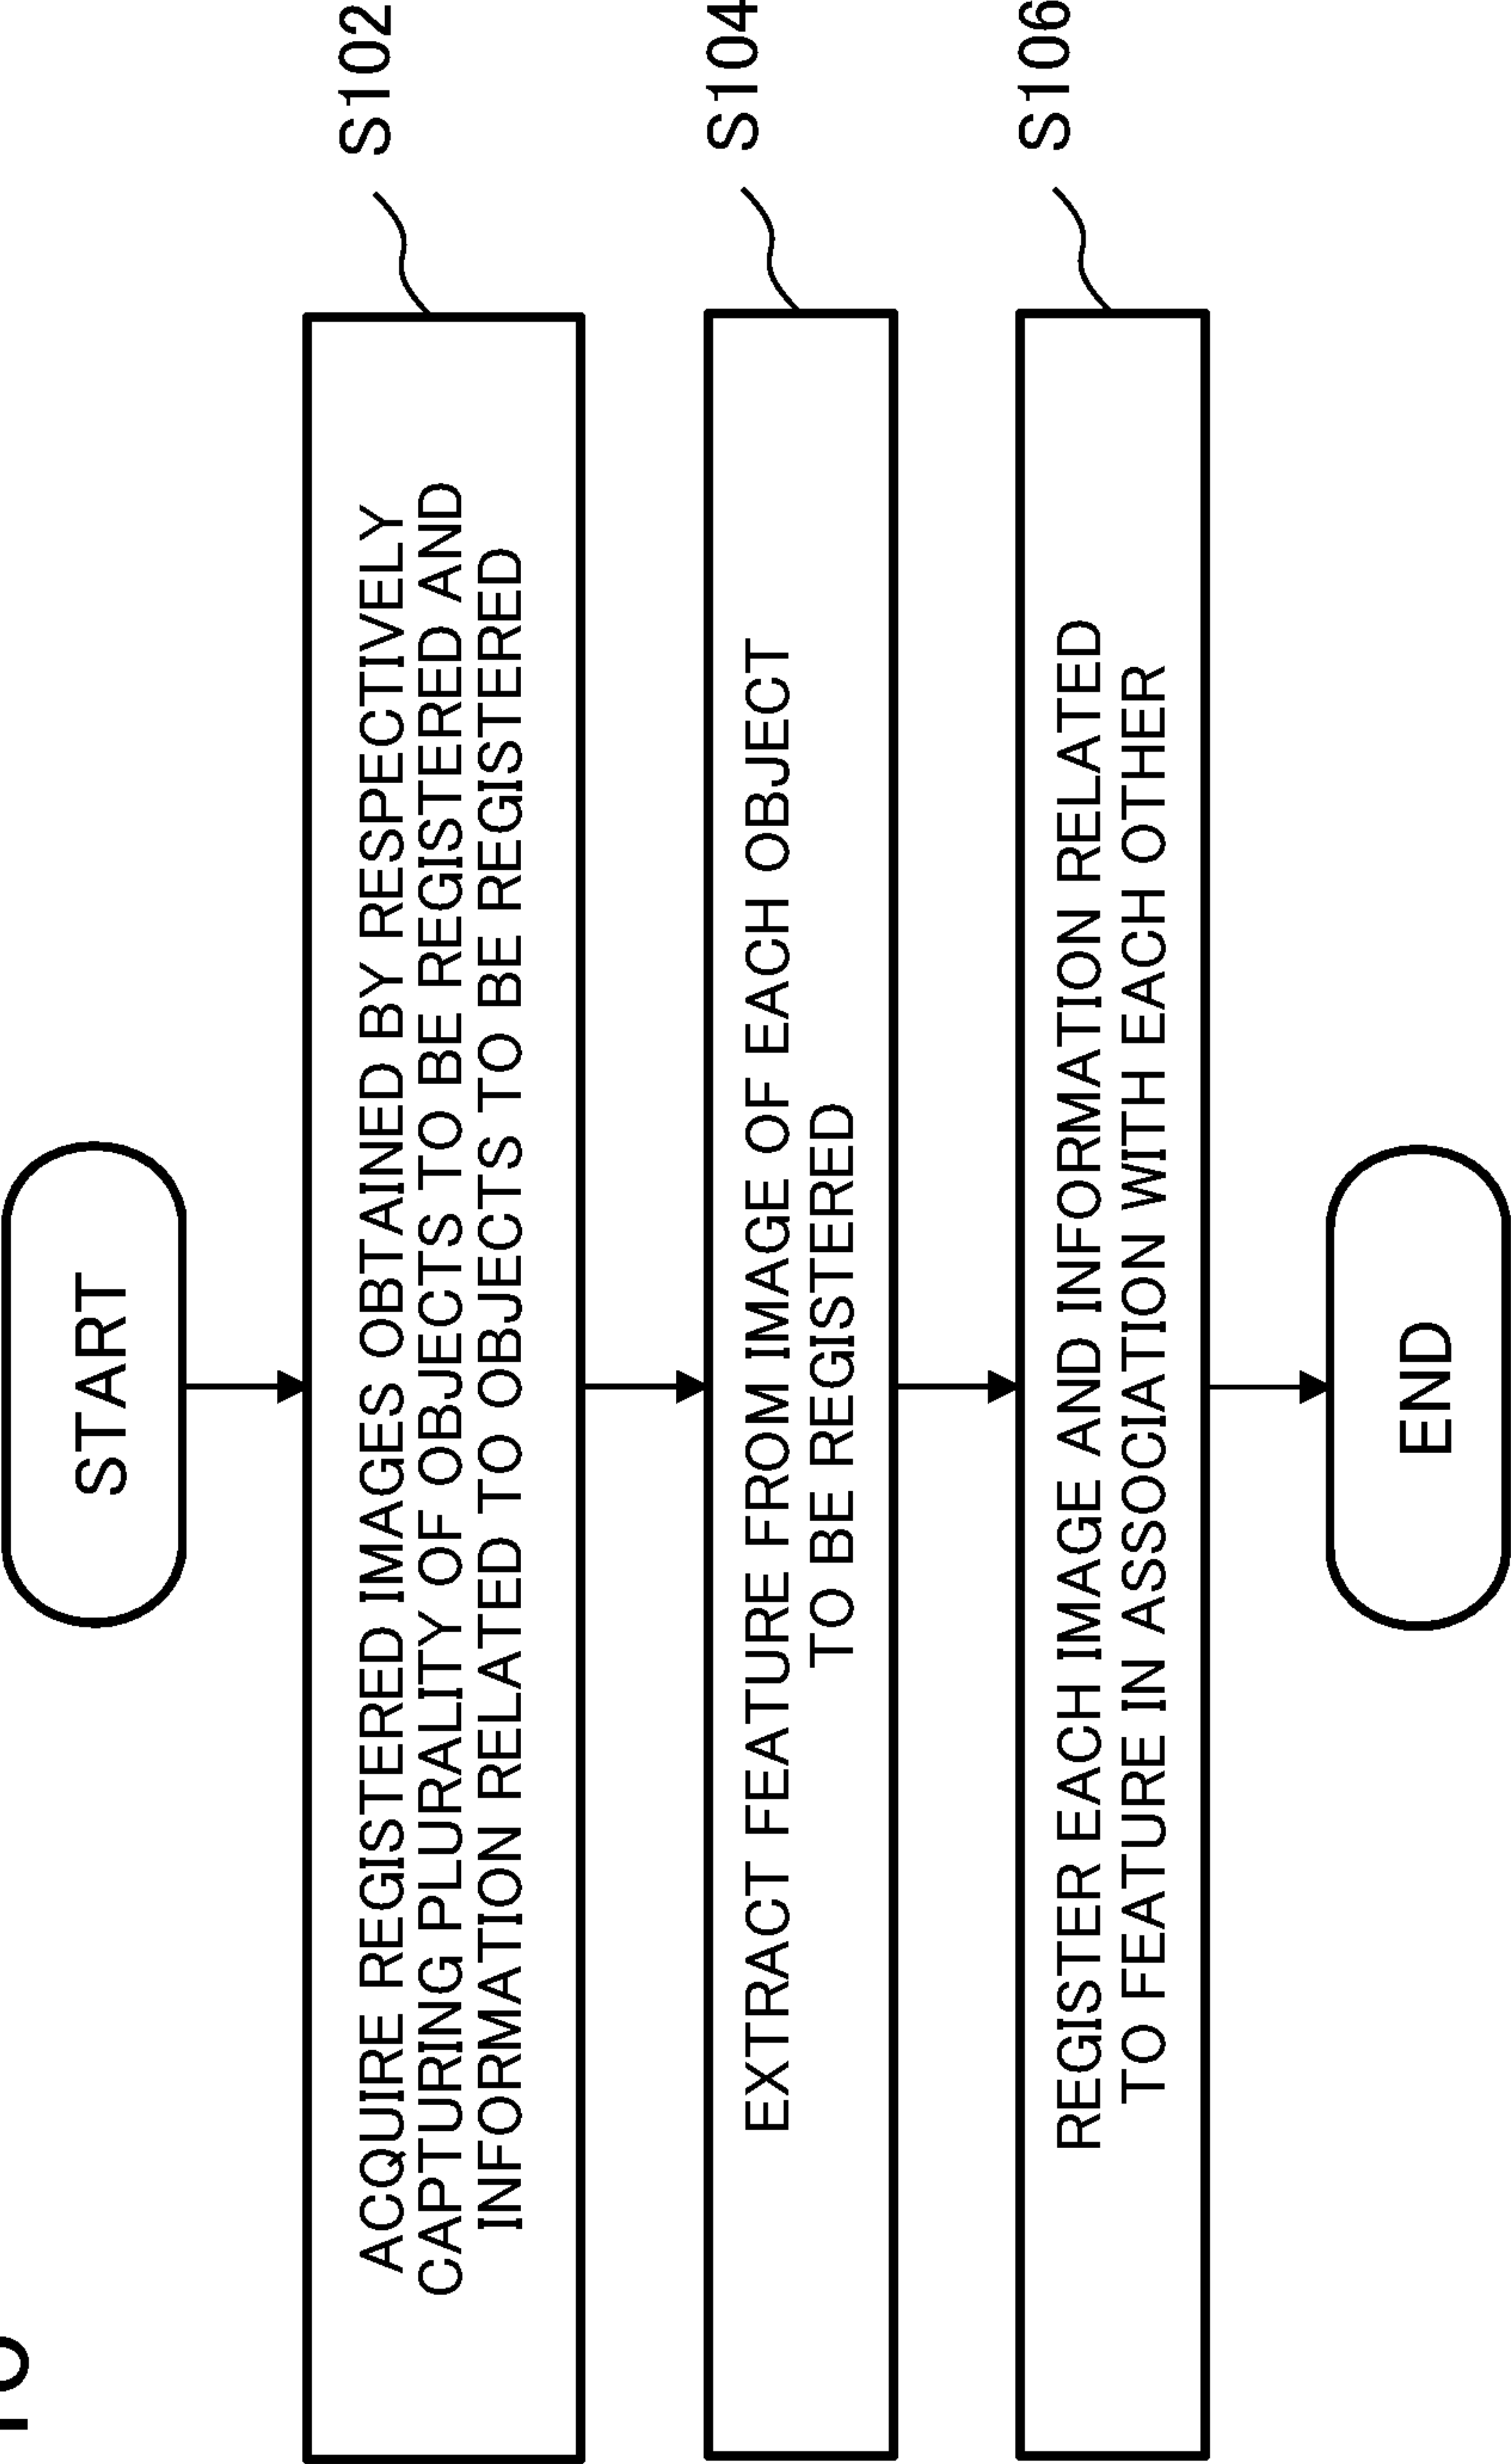 START
S102
ACQUIRE REGISTERED IMAGES OBTAINED BY RESPECTIVELY
CAPTURING PLURALITY OF OBJECTS TO BE REGISTERED AND
INFORMATION RELATED TO OBJECTS TO BE REGISTERED
S104
EXTRACT FEATURE FROM IMAGE OF EACH OBJECT
TO BE REGISTERED
S106
REGISTER EACH IMAGE AND INFORMATION RELATED
TO FEATURE IN ASSOCIATION WITH EACH OTHER
END